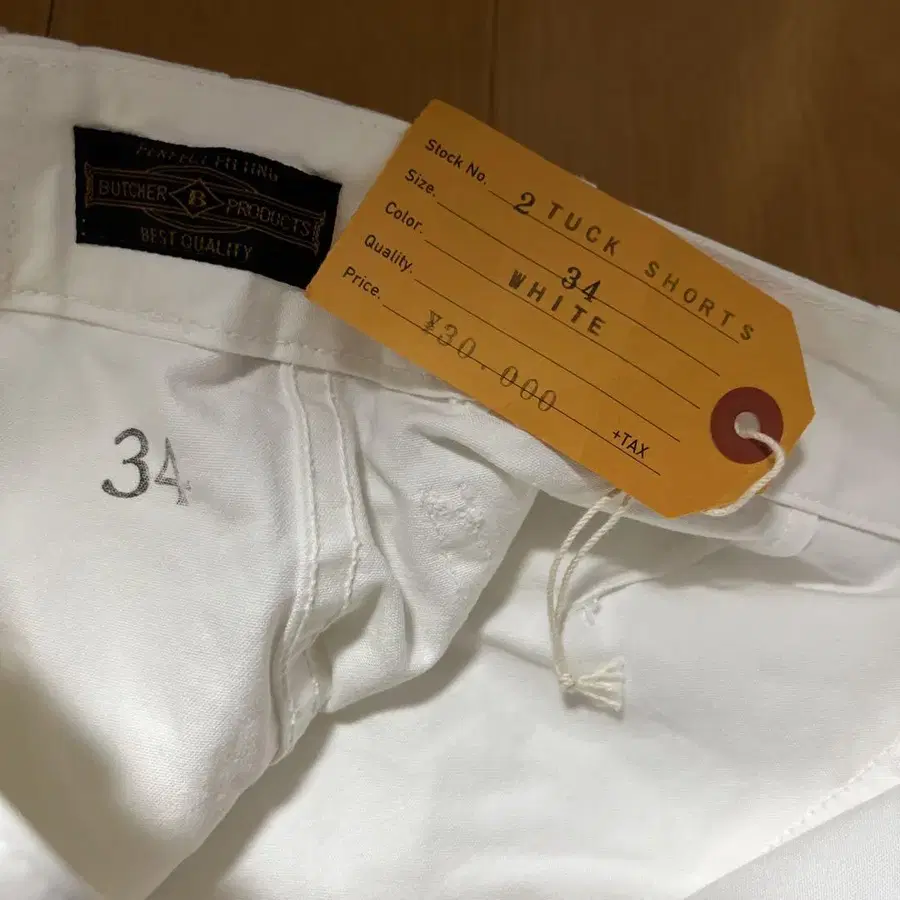 PERFECT FITTING
BUTCHER B PRODUCTS
BEST QUALITY
Stock No. 2 TUCK SHORTS
Size. 34
Color. WHITE
Quality.
Price. ¥30.000
+TAX
34